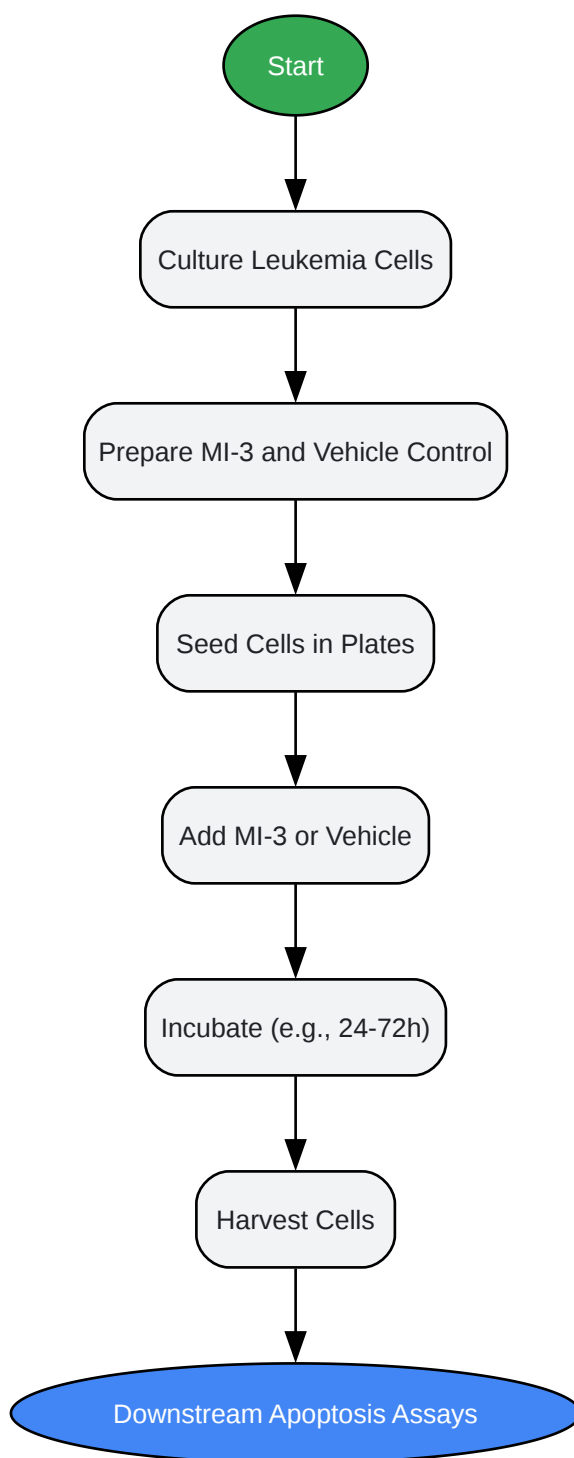 Start
Culture Leukemia Cells
Prepare MI-3 and Vehicle Control
Seed Cells in Plates
Add MI-3 or Vehicle
Incubate (e.g., 24-72h)
Harvest Cells
Downstream Apoptosis Assays